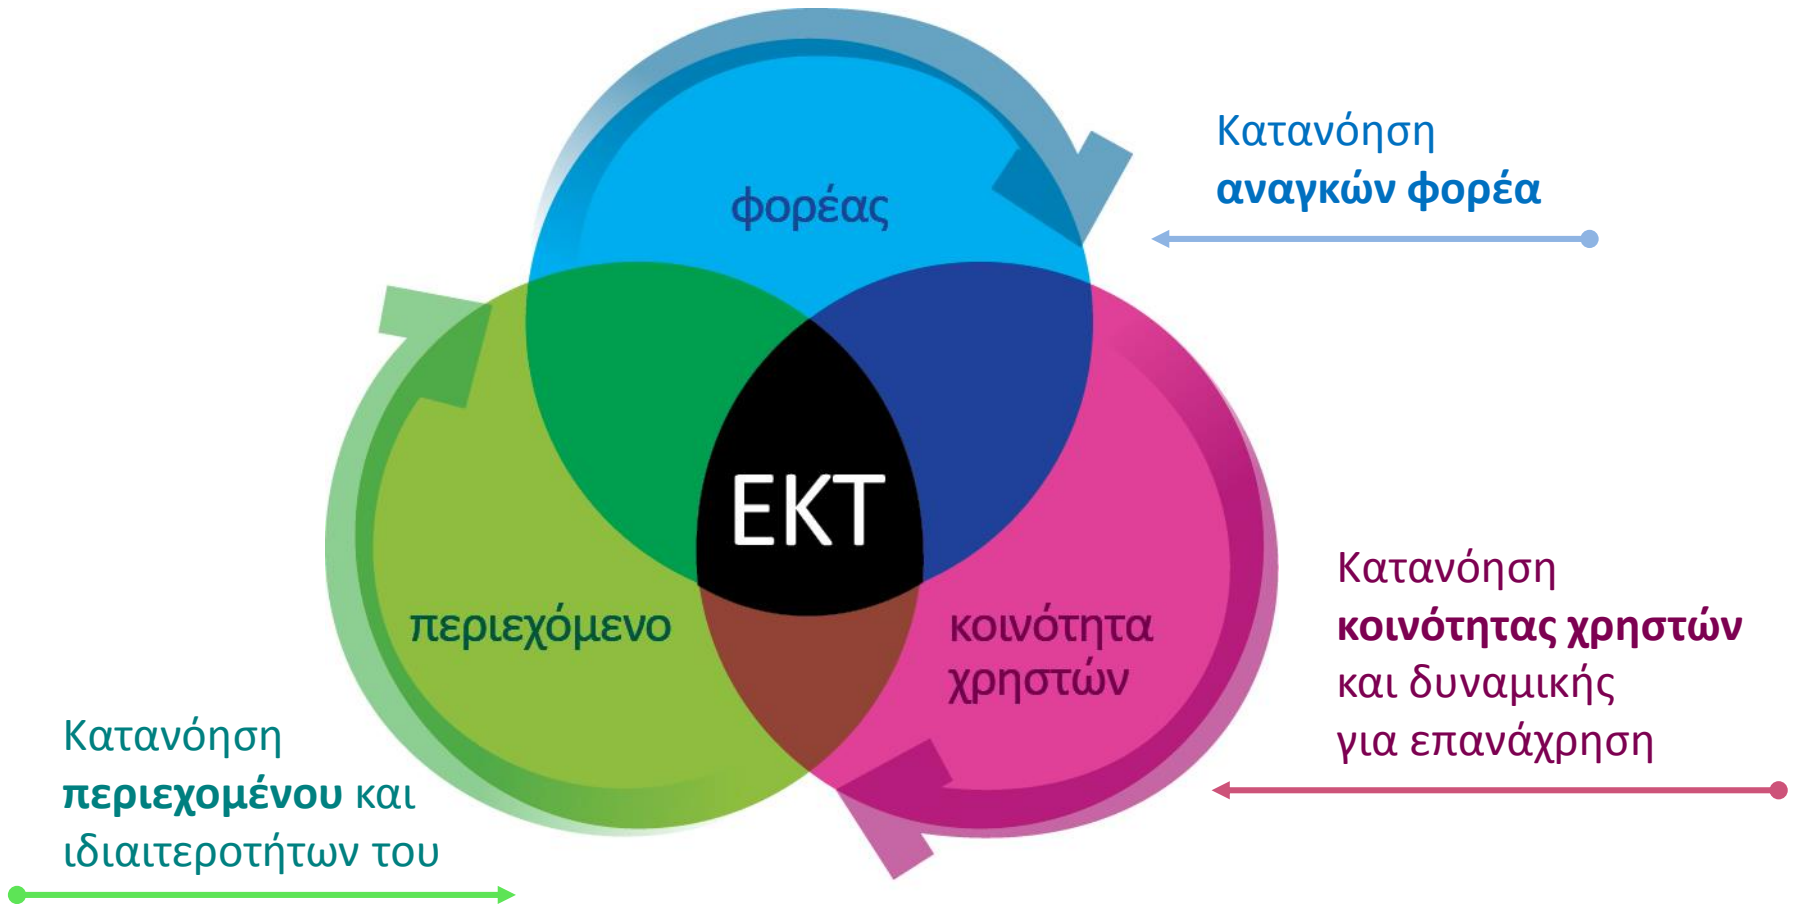 Κατανόηση
αναγκών φορέα
φορέας
ΕΚΤ
περιεχόμενο
κοινότητα
χρηστών
Κατανόηση
κοινότητας χρηστών
και δυναμικής
για επανάχρηση
Κατανόηση
περιεχομένου και
ιδιαιτεροτήτων του